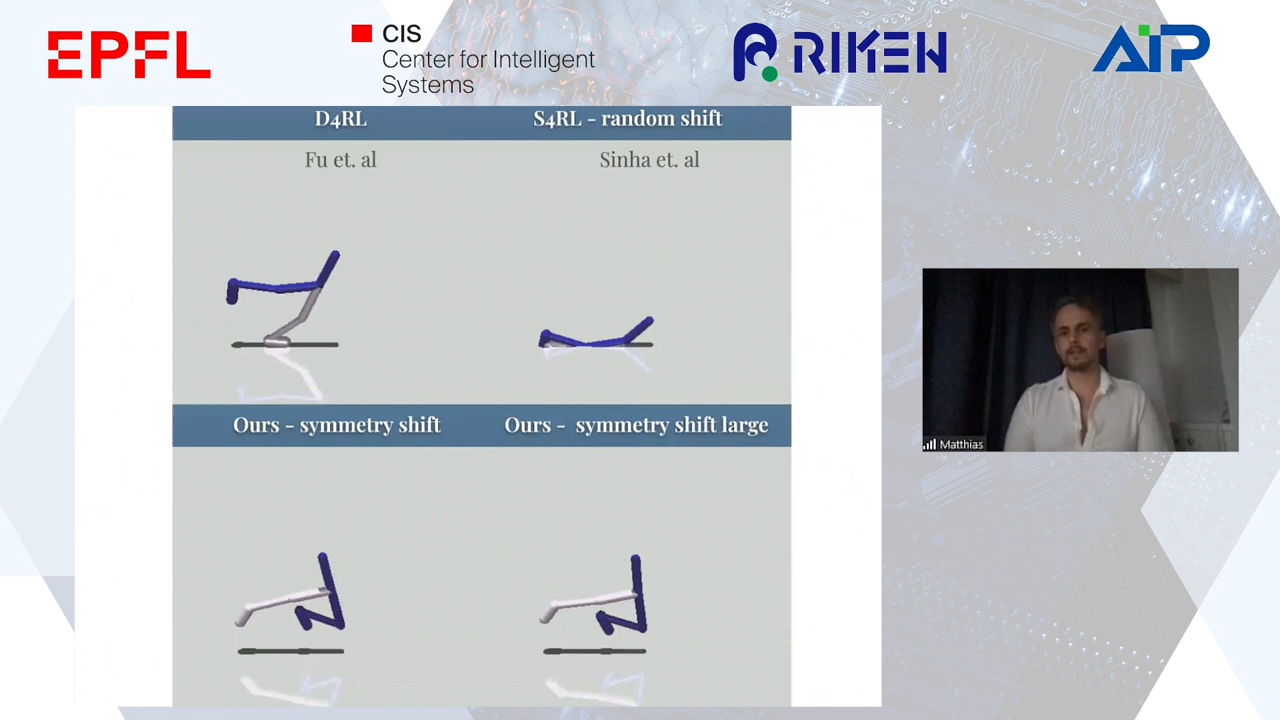 EPFL
CIS
Center for Intelligent
Systems
RIKEN
AIP
D4RL
S4RL - random shift
Fu et. al
Sinha et. al
Ours - symmetry shift
Ours - symmetry shift large
Matthias